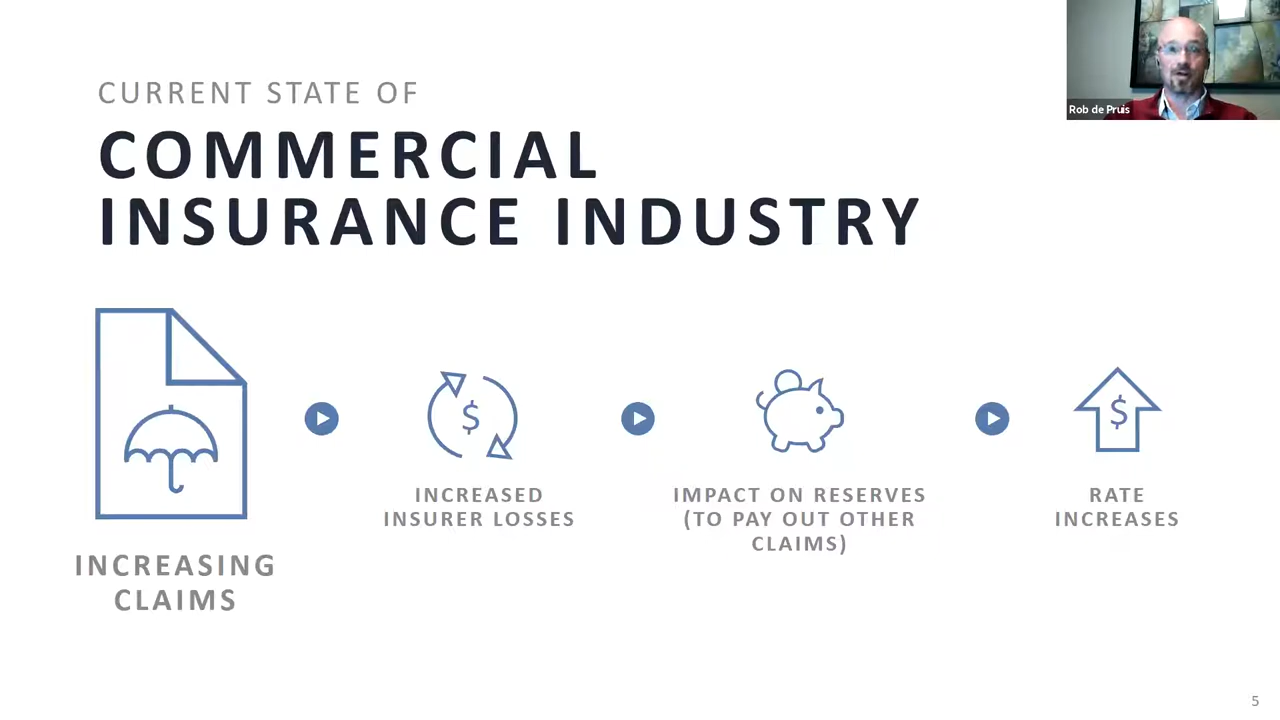 CURRENT STATE OF
COMMERCIAL
INSURANCE INDUSTRY
Rob de Pruis
$
$
INCREASING
CLAIMS
INCREASED
INSURER LOSSES
IMPACT ON RESERVES
(TO PAY OUT OTHER
CLAIMS)
RATE
INCREASES
5